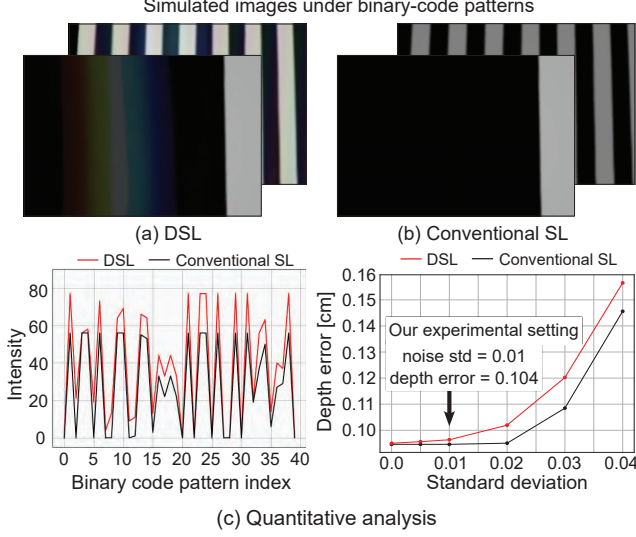 Simulated images under binary-code patterns
(a) DSL
(b) Conventional SL
DSL
Conventional SL
80
60
40
20
0
Intensity
0 5 10 15 20 25 30 35 40
Binary code pattern index
DSL
Conventional SL
0.16
0.15
0.14
0.13
0.12
0.11
0.10
Depth error [cm]
Our experimental setting
noise std = 0.01
depth error = 0.104
0.0 0.01 0.02 0.03 0.04
Standard deviation
(c) Quantitative analysis